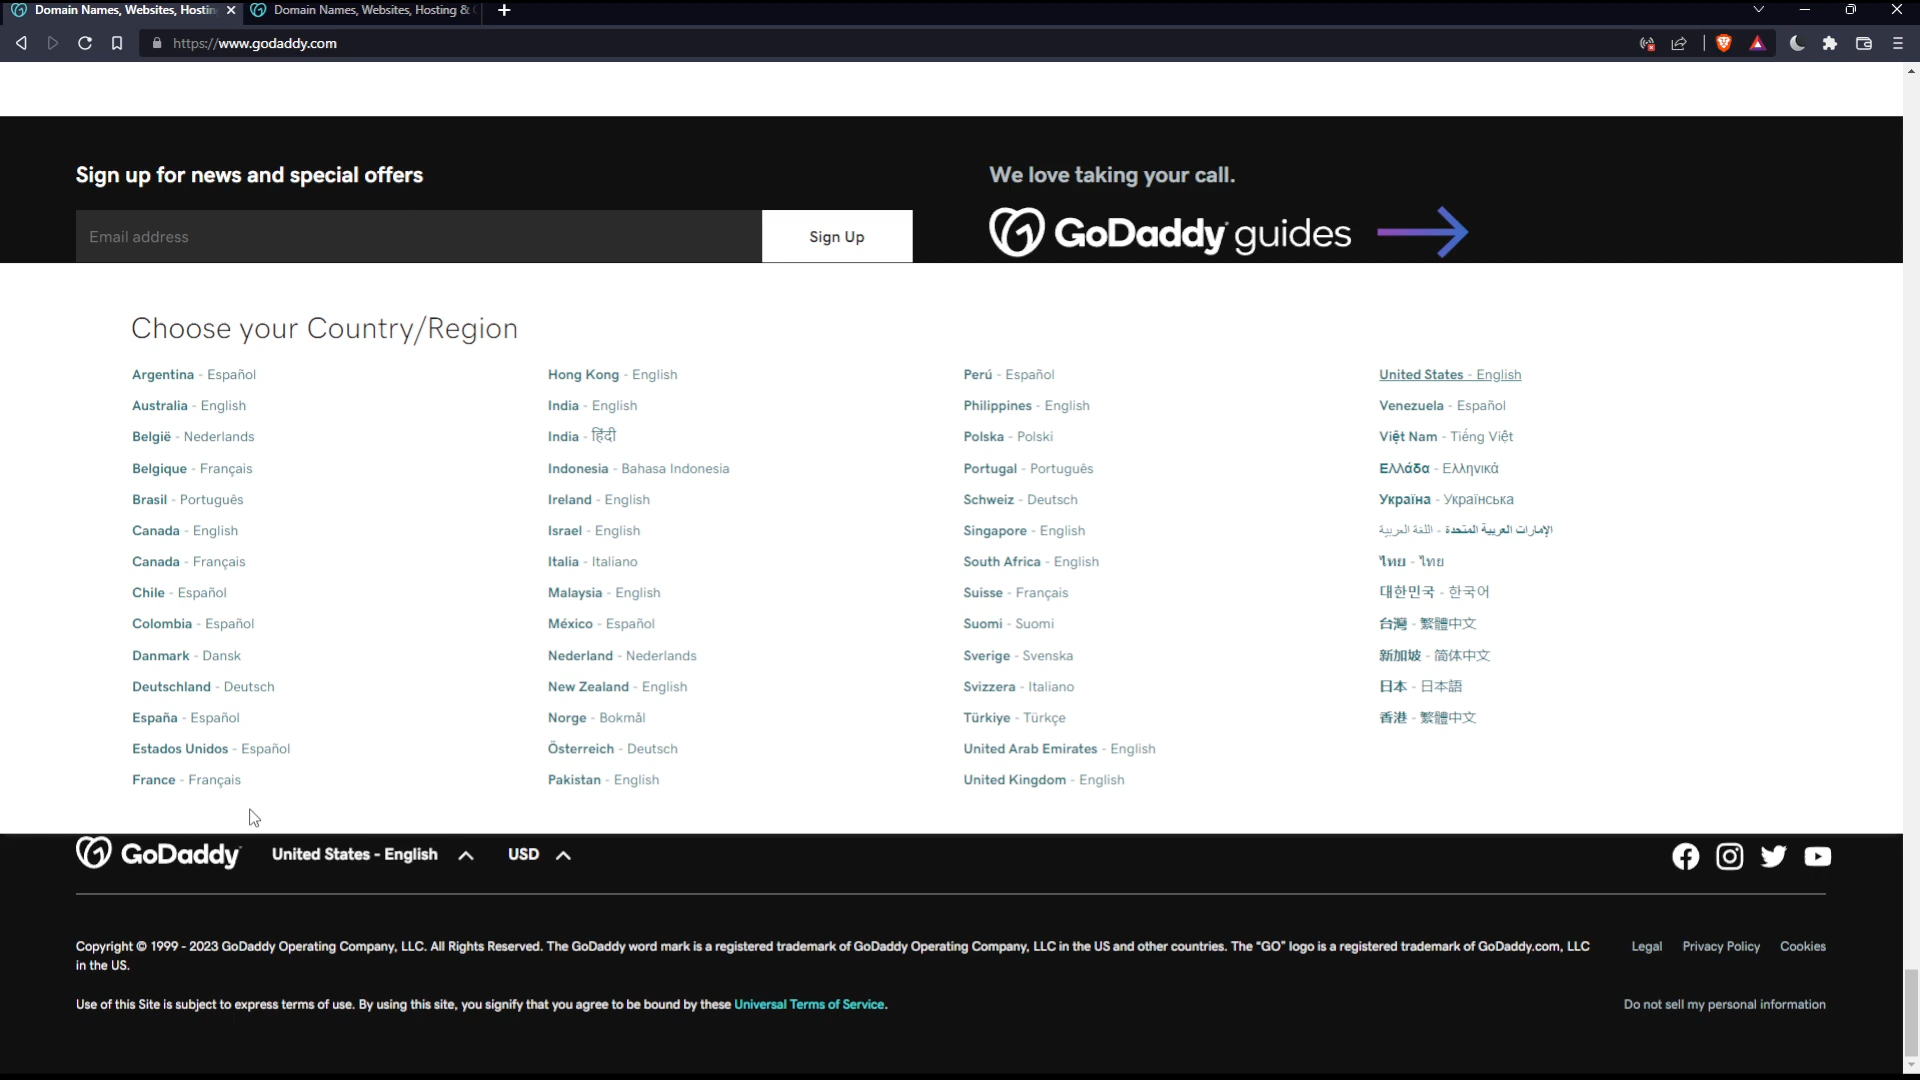 Domain Names, Websites, Hostin
Domain Names, Websites, Hosting &
https://www.godaddy.com
Sign up for news and special offers
Email address
Sign Up
We love taking your call.
GoDaddy guides
Choose your Country/Region
Argentina - Español
Australia - English
België - Nederlands
Belgique - Français
Brasil - Português
Canada - English
Canada - Français
Chile - Español
Colombia - Español
Danmark - Dansk
Deutschland - Deutsch
España - Español
Estados Unidos - Español
France - Français
Hong Kong - English
India - English
India - हिंदी
Indonesia - Bahasa Indonesia
Ireland - English
Israel - English
Italia - Italiano
Malaysia - English
México - Español
Nederland - Nederlands
New Zealand - English
Norge - Bokmål
Österreich - Deutsch
Pakistan - English
Perú - Español
Philippines - English
Polska - Polski
Portugal - Português
Schweiz - Deutsch
Singapore - English
South Africa - English
Suisse - Français
Suomi - Suomi
Sverige - Svenska
Svizzera - Italiano
Türkiye - Türkçe
United Arab Emirates - English
United Kingdom - English
United States - English
Venezuela - Español
Việt Nam - Tiếng Việt
Ελλάδα - Ελληνικά
Україна - Українська
الإمارات العربية المتحدة - اللغة العربية
ไทย - ไทย
대한민국 - 한국어
台灣 - 繁體中文
新加坡 - 简体中文
日本 - 日本語
香港 - 繁體中文
GoDaddy
United States - English
USD
Copyright © 1999 - 2023 GoDaddy Operating Company, LLC. All Rights Reserved. The GoDaddy word mark is a registered trademark of GoDaddy Operating Company, LLC in the US and other countries. The "GO" logo is a registered trademark of GoDaddy.com, LLC
in the US.
Legal
Privacy Policy
Cookies
Use of this Site is subject to express terms of use. By using this site, you signify that you agree to be bound by these Universal Terms of Service.
Do not sell my personal information